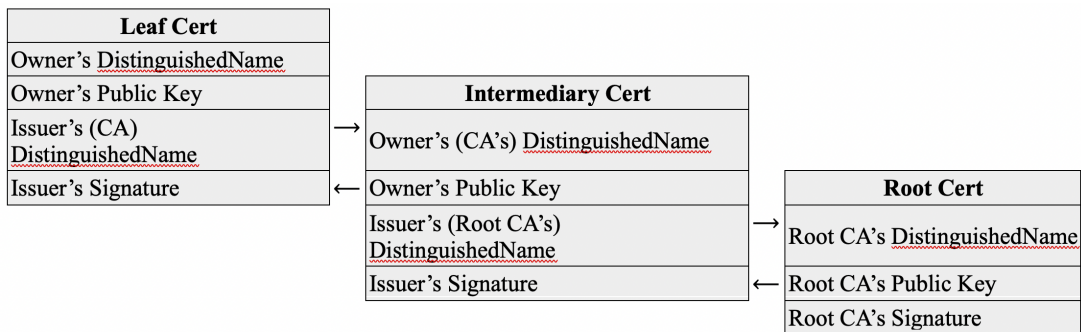 Leaf Cert
Owner’s DistinguishedName
Owner’s Public Key
Issuer’s (CA)
DistinguishedName
Issuer’s Signature
Intermediary Cert
Owner’s (CA’s) DistinguishedName
Owner’s Public Key
Issuer’s (Root CA’s)
DistinguishedName
Issuer’s Signature
Root Cert
Root CA’s DistinguishedName
Root CA’s Public Key
Root CA’s Signature